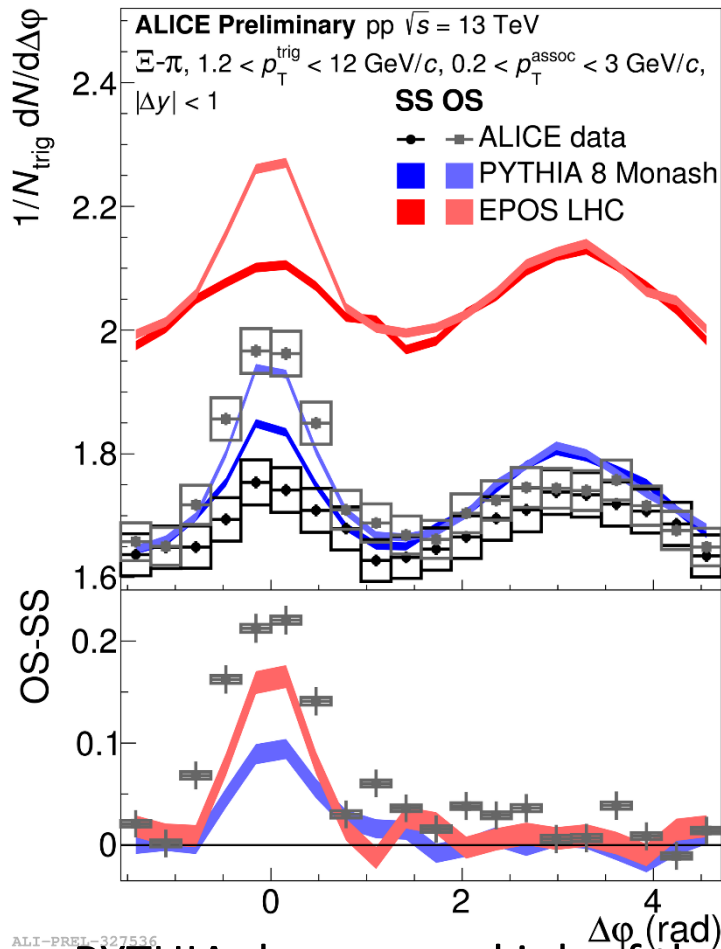 ALICE Preliminary pp √s = 13 TeV
Ξ-π, 1.2 < p_T^trig < 12 GeV/c, 0.2 < p_T^assoc < 3 GeV/c,
|Δy| < 1
SS OS
ALICE data
PYTHIA 8 Monash
EPOS LHC
1/N_trig dN/dΔφ
2.4
2.2
2
1.8
1.6
OS-SS
0.2
0.1
0
0 2 4
Δφ (rad)
ALI-PREL-327536